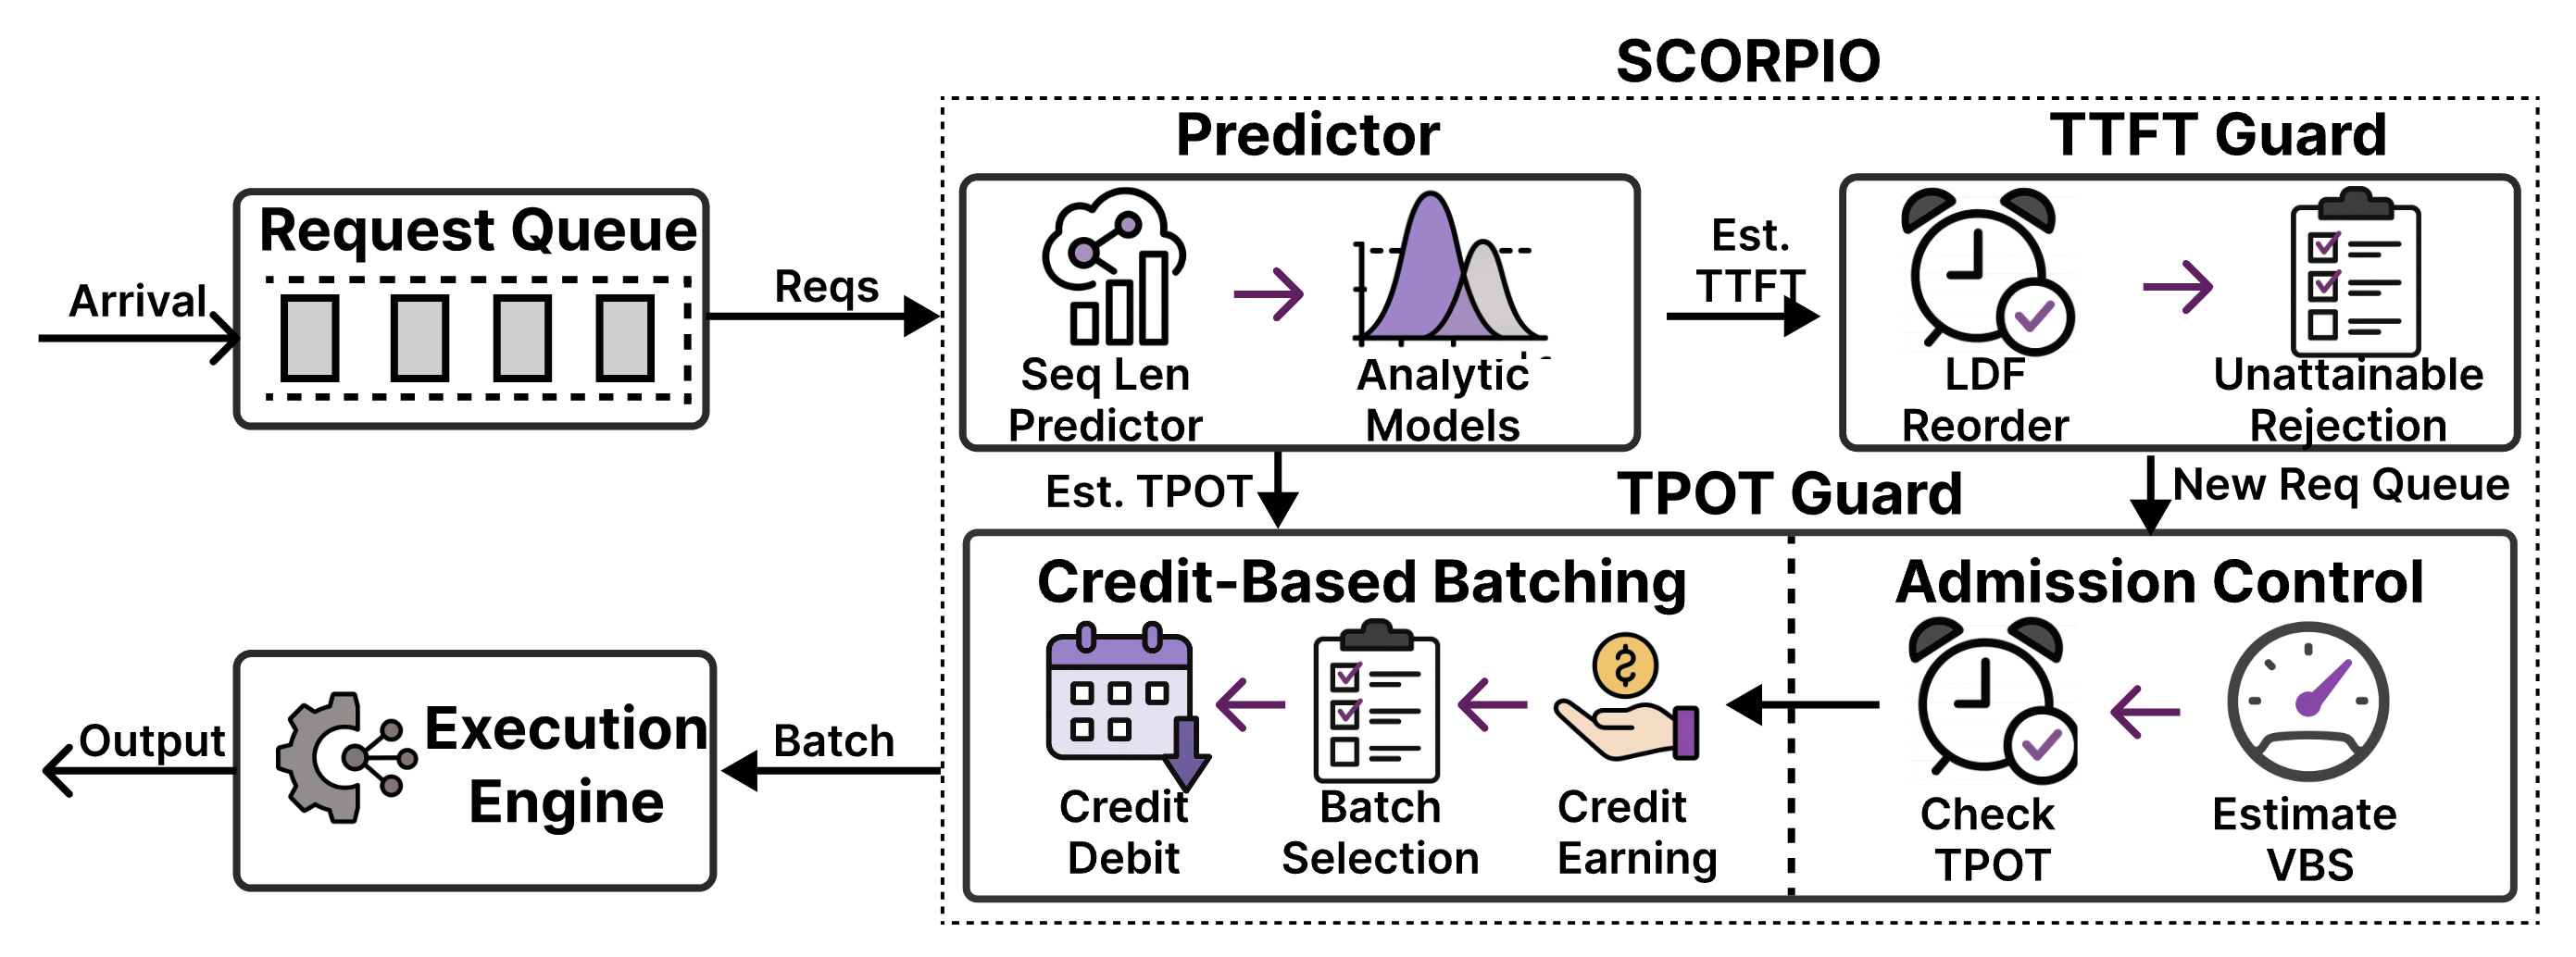 SCORPIO
Predictor
TTFT Guard
Request Queue
Arrival
Reqs
Est.
TTFT
Seq Len
Predictor
Analytic
Models
LDF
Reorder
Unattainable
Rejection
Est. TPOT
TPOT Guard
New Req Queue
Credit-Based Batching
Admission Control
Output
Execution
Engine
Batch
Credit
Debit
Batch
Selection
Credit
Earning
Check
TPOT
Estimate
VBS